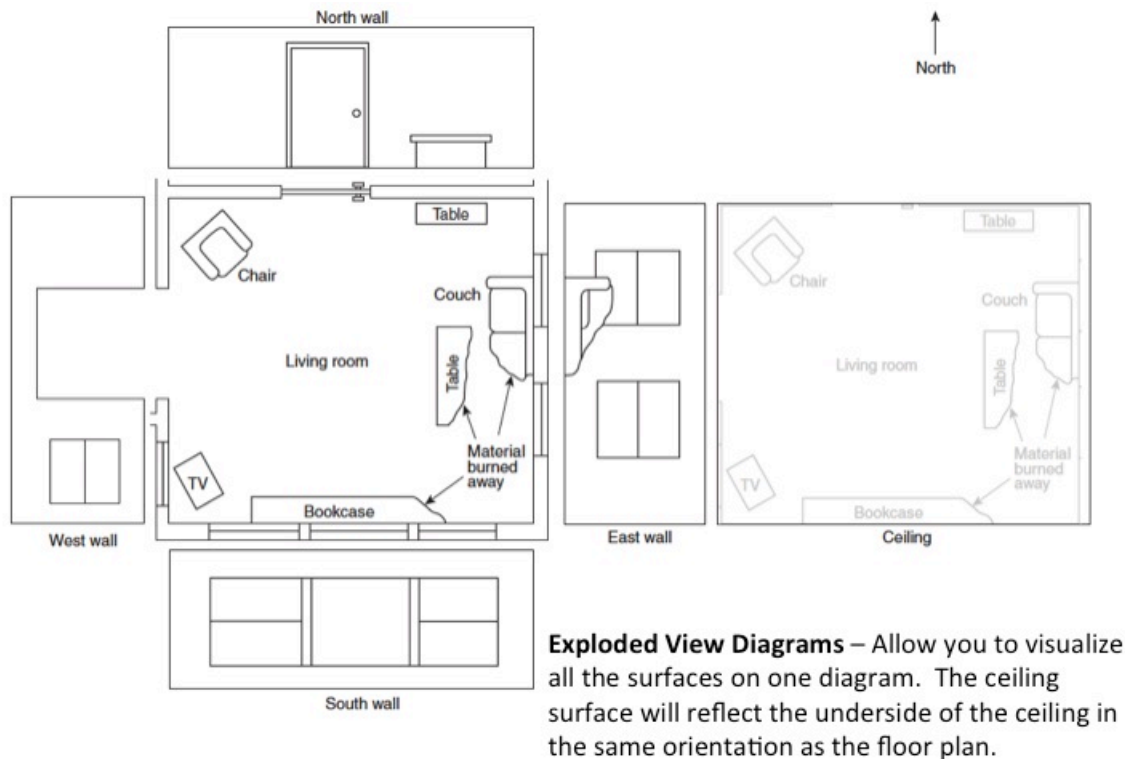 North wall
North
Table
Chair
Couch
Living room
Table
Material
burned
away
TV
Bookcase
West wall
East wall
Table
Chair
Couch
Living room
Table
Material
burned
away
TV
Bookcase
Ceiling
South wall
Exploded View Diagrams – Allow you to visualize
all the surfaces on one diagram. The ceiling
surface will reflect the underside of the ceiling in
the same orientation as the floor plan.